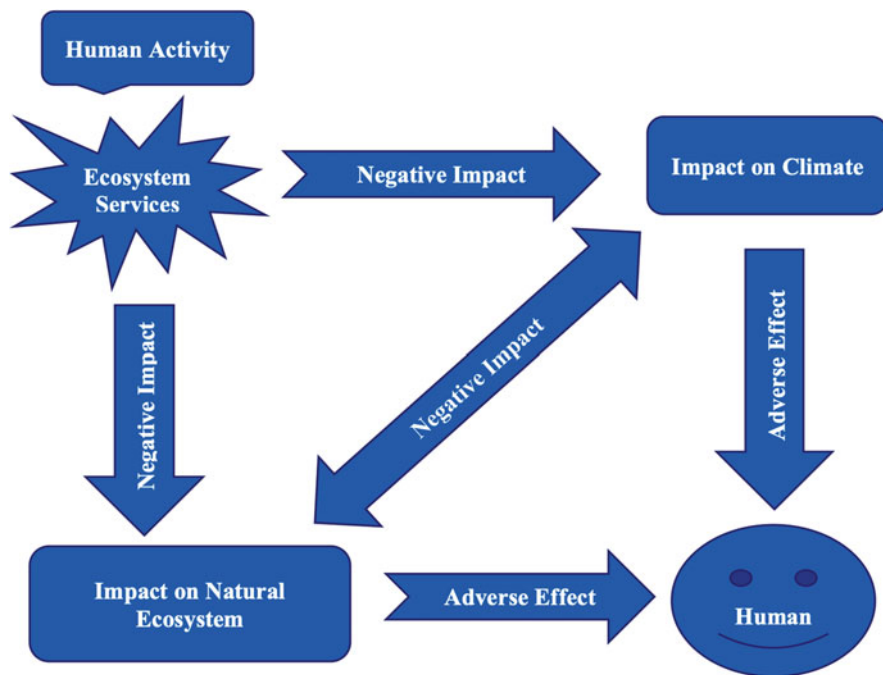 Human Activity
Ecosystem
Services
Negative Impact
Impact on Climate
Negative Impact
Negative Impact
Adverse Effect
Impact on Natural
Ecosystem
Adverse Effect
Human